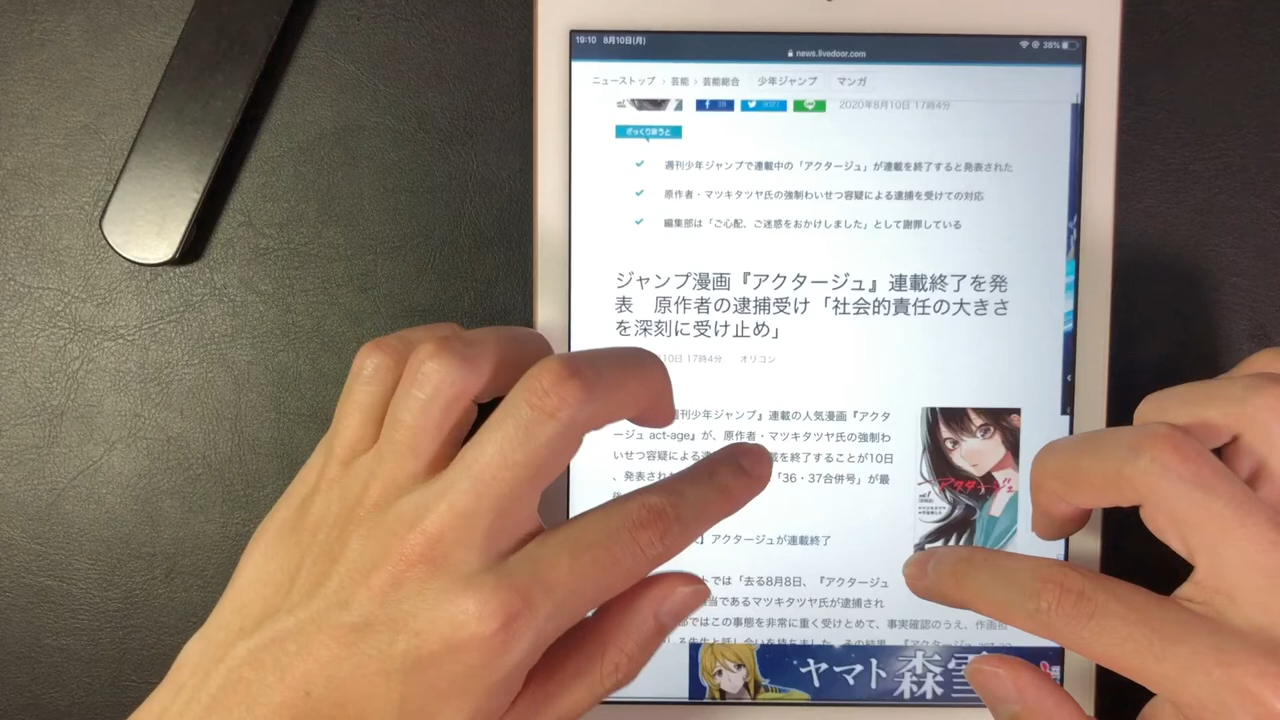 19:10 8月10日(月)
38%
news.livedoor.com
ニューストップ › 芸能 › 芸能総合 少年ジャンプ マンガ
2020年8月10日 17時4分
ざっくり言うと
週刊少年ジャンプで連載中の「アクタージュ」が連載を終了すると発表された
原作者・マツキタツヤ氏の強制わいせつ容疑による逮捕を受けての対応
編集部は「ご心配、ご迷惑をおかけしました」として謝罪している
ジャンプ漫画『アクタージュ』連載終了を発
表 原作者の逮捕受け「社会的責任の大きさ
を深刻に受け止め」
10日 17時4分 オリコン
刊少年ジャンプ』連載の人気漫画『アクタ
ージュ act-age』が、原作者・マツキタツヤ氏の強制わ
いせつ容疑による を終了することが10日
、発表され 「36・37合併号」が最
アクタージュ
】アクタージュが連載終了
トでは「去る8月8日、『アクタージュ
当であるマツキタツヤ氏が逮捕され
ではこの事態を非常に重く受けとめて、事実確認のうえ、作画担
ヤマト 森雪